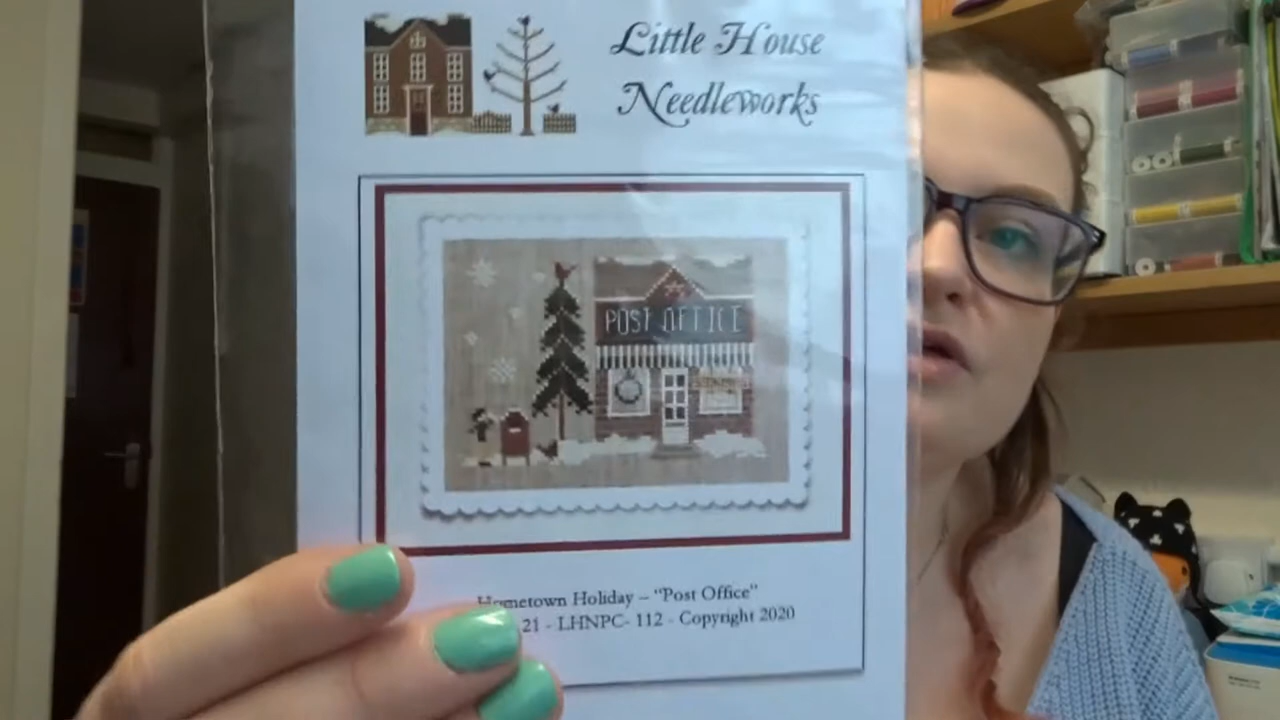 Little House
Needleworks
POST OFFICE
Hometown Holiday – "Post Office"
21 - LHNPC- 112 - Copyright 2020